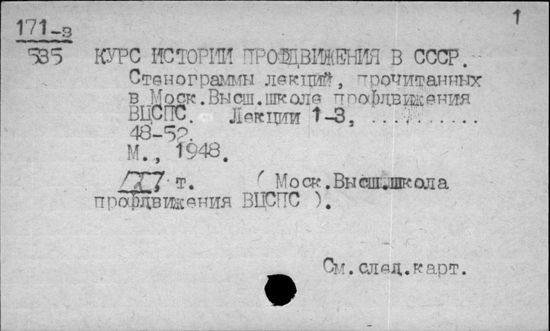 1
171-3
585
КУРС ИСТОРИИ ПРОФДВИЖЕНИЯ В СССР.
Стенограммы лекций, прочитанных
в Моск.Высш.школе профдвижения
ВЦСПС. Лекции 1-3, ..........
48-52.
М., 1948.
т. ( Моск.Высш.школа
профдвижения ВЦСПС ).
См.след.карт.